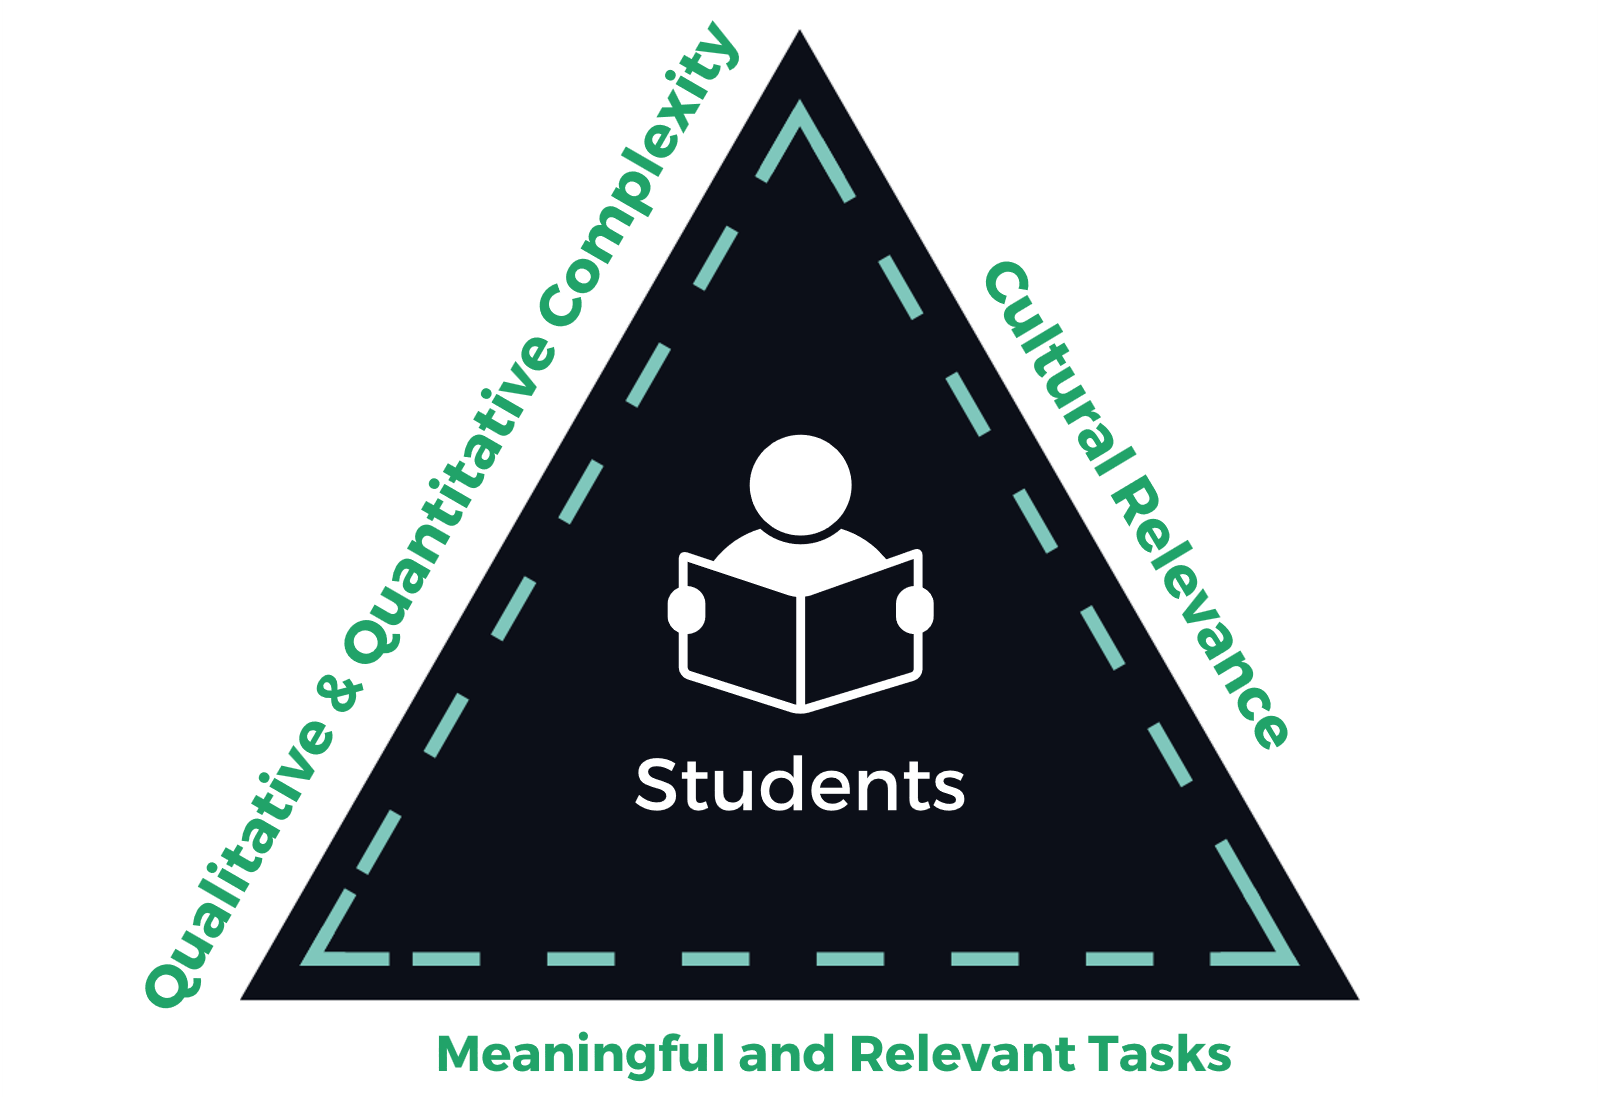 Qualitative & Quantitative Complexity
Cultural Relevance
Students
Meaningful and Relevant Tasks